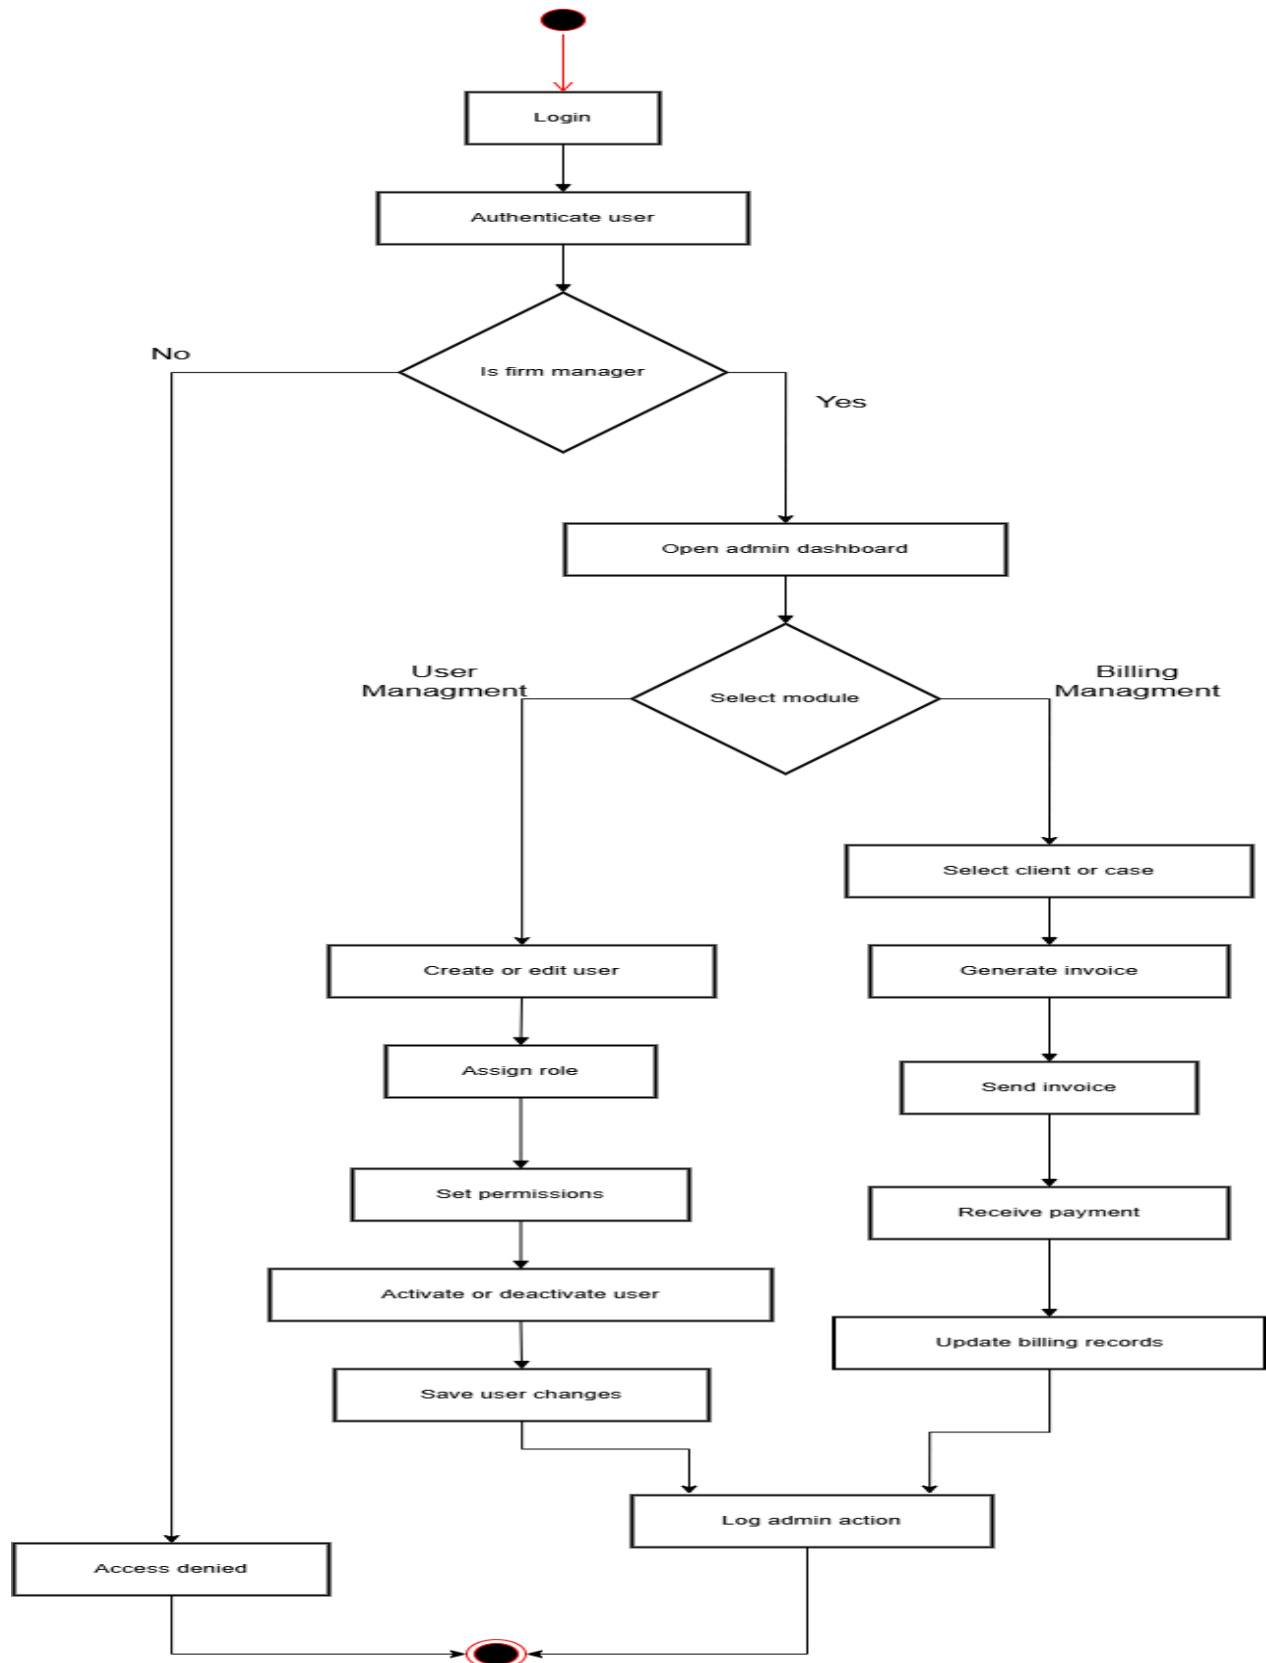 Login
Authenticate user
No
Is firm manager
Yes
Open admin dashboard
User
Managment
Select module
Billing
Managment
Select client or case
Create or edit user
Generate invoice
Assign role
Send invoice
Set permissions
Receive payment
Activate or deactivate user
Update billing records
Save user changes
Log admin action
Access denied